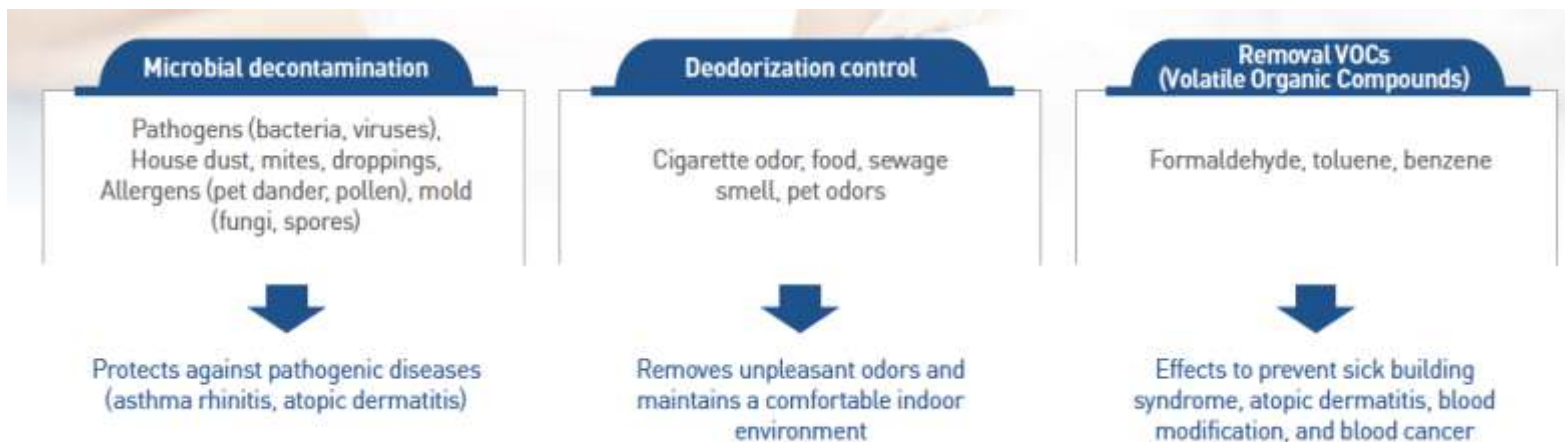 Microbial decontamination
Pathogens (bacteria, viruses),
House dust, mites, droppings,
Allergens (pet dander, pollen), mold
(fungi, spores)
Protects against pathogenic diseases
(asthma rhinitis, atopic dermatitis)
Deodorization control
Cigarette odor, food, sewage
smell, pet odors
Removes unpleasant odors and
maintains a comfortable indoor
environment
Removal VOCs
(Volatile Organic Compounds)
Formaldehyde, toluene, benzene
Effects to prevent sick building
syndrome, atopic dermatitis, blood
modification, and blood cancer